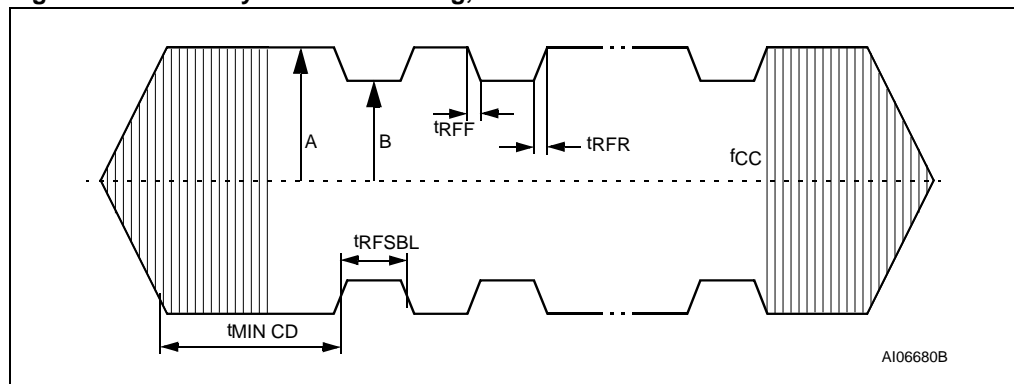 A
B
tRFF
tRFR
fCC
tRFSBL
tMIN CD
AI06680B